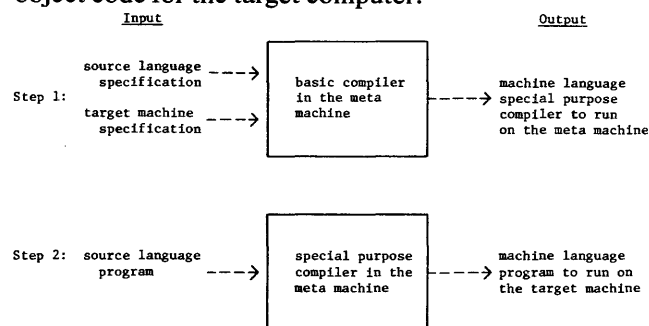 object code for the target computer.
Input Output
source language
specification
Step 1:
target machine
specification
basic compiler
in the meta
machine
machine language
special purpose
compiler to run
on the meta machine
Step 2: source language
program
special purpose
compiler in the
meta machine
machine language
program to run on
the target machine